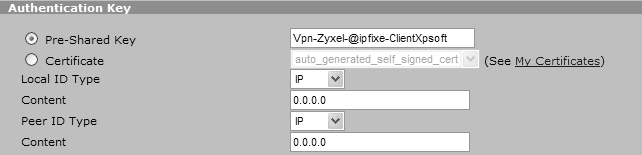 Authentication Key
Pre-Shared Key Vpn-Zyxel-@ipfixe-ClientXpsoft
Certificate auto_generated_self_signed_cert (See My Certificates)
Local ID Type IP
Content 0.0.0.0
Peer ID Type IP
Content 0.0.0.0